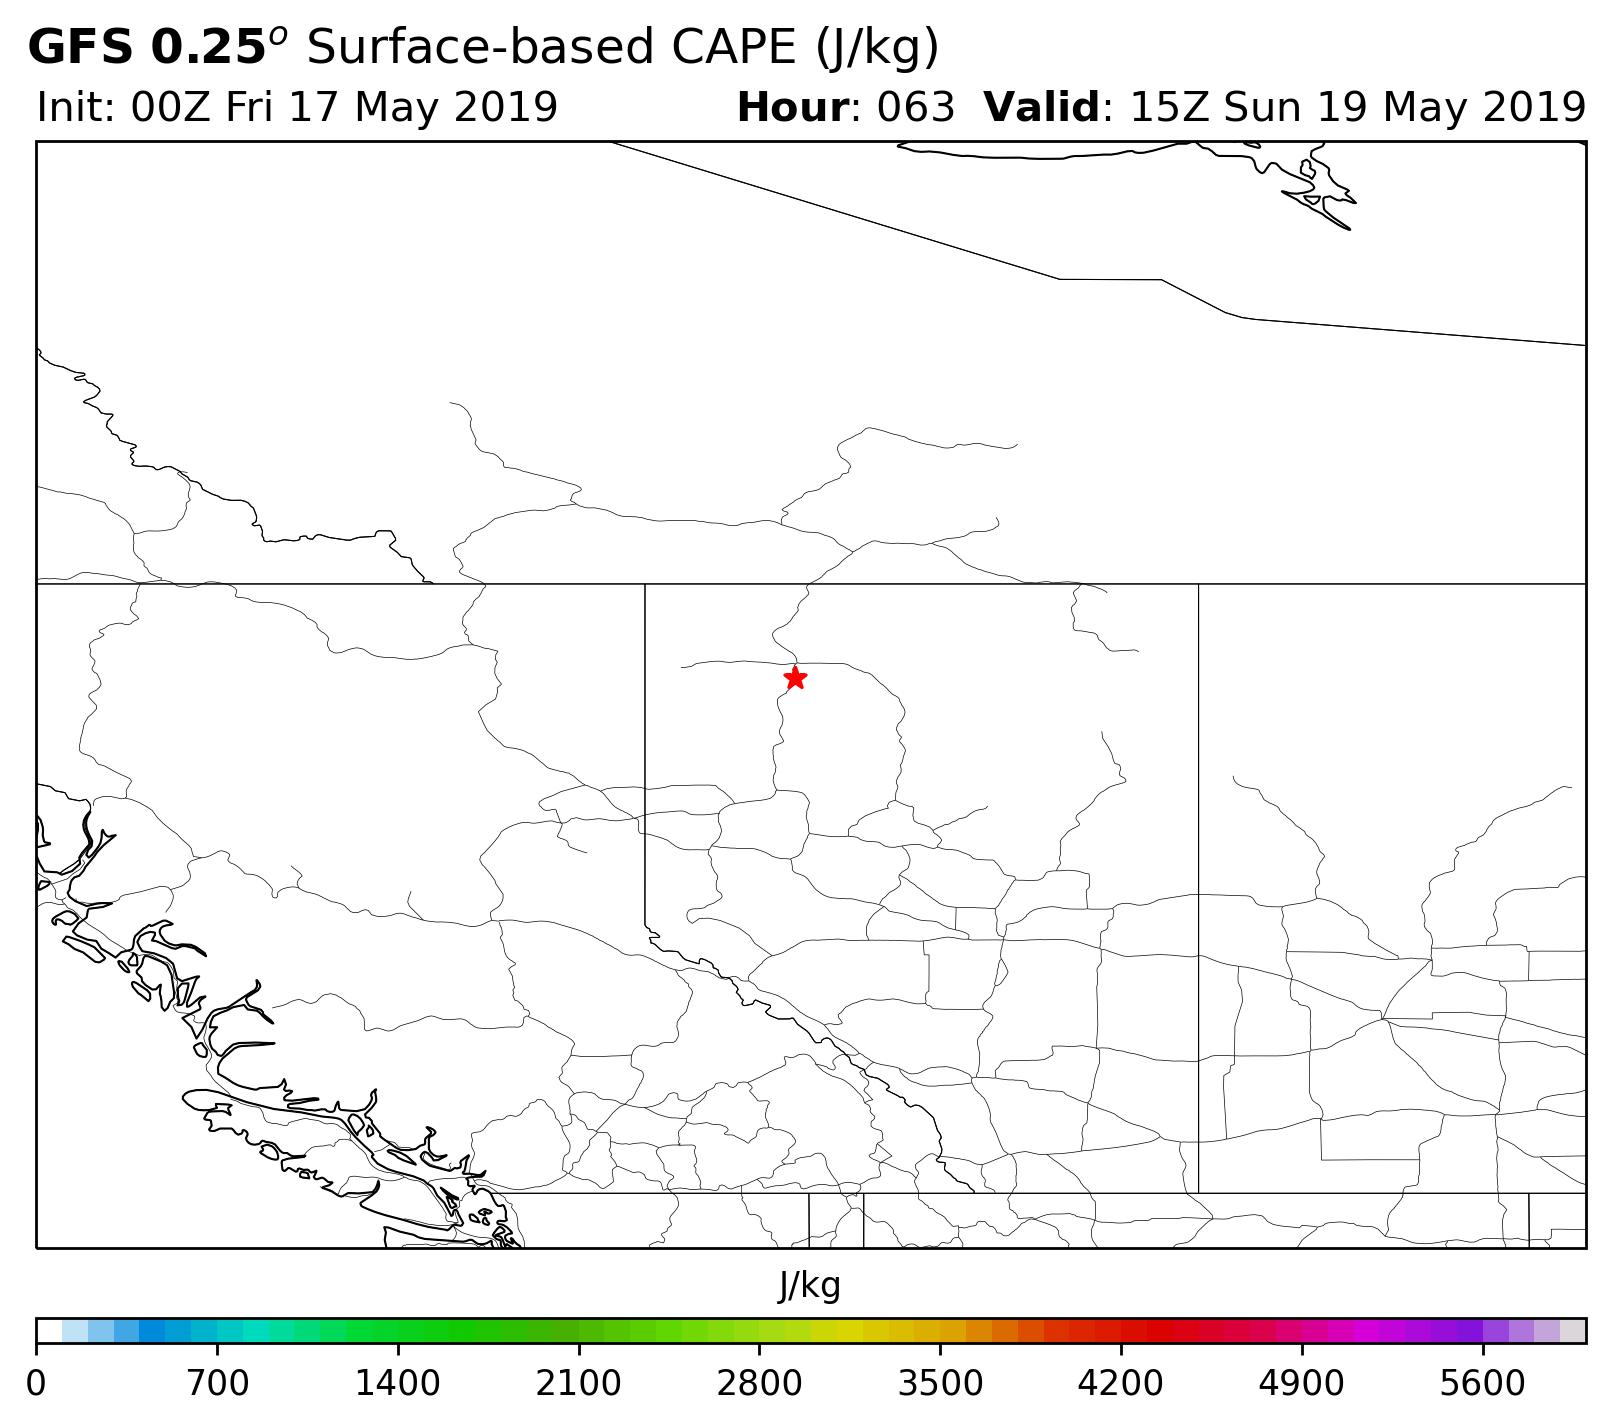 GFS 0.25° Surface-based CAPE (J/kg)
Init: 00Z Fri 17 May 2019 Hour: 063 Valid: 15Z Sun 19 May 2019
J/kg
0 700 1400 2100 2800 3500 4200 4900 5600